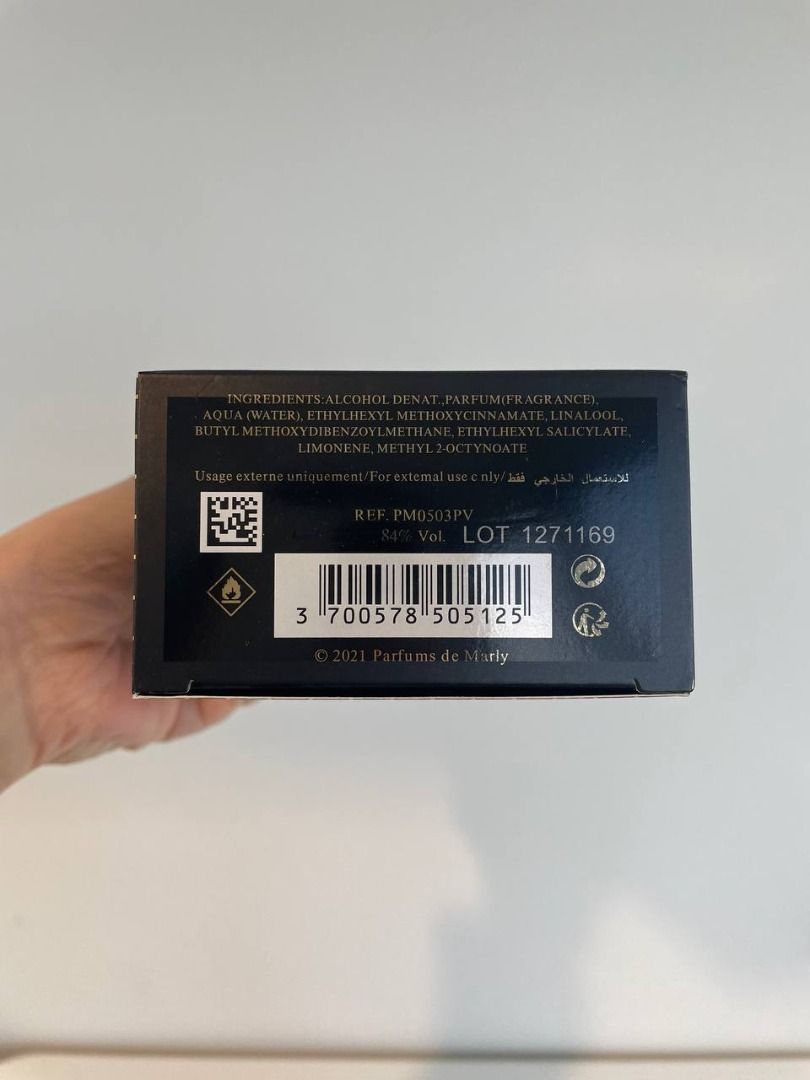 INGREDIENTS:ALCOHOL DENAT.,PARFUM(FRAGRANCE),
AQUA (WATER), ETHYLHEXYL METHOXYCINNAMATE, LINALOOL,
BUTYL METHOXYDIBENZOYLMETHANE, ETHYLHEXYL SALICYLATE,
LIMONENE, METHYL 2-OCTYNOATE
Usage externe uniquement/For extemal use c nly/للاستعمال الخارجي فقط
REF. PM0503PV
84% Vol. LOT 1271169
3 700578 505125
© 2021 Parfums de Marly